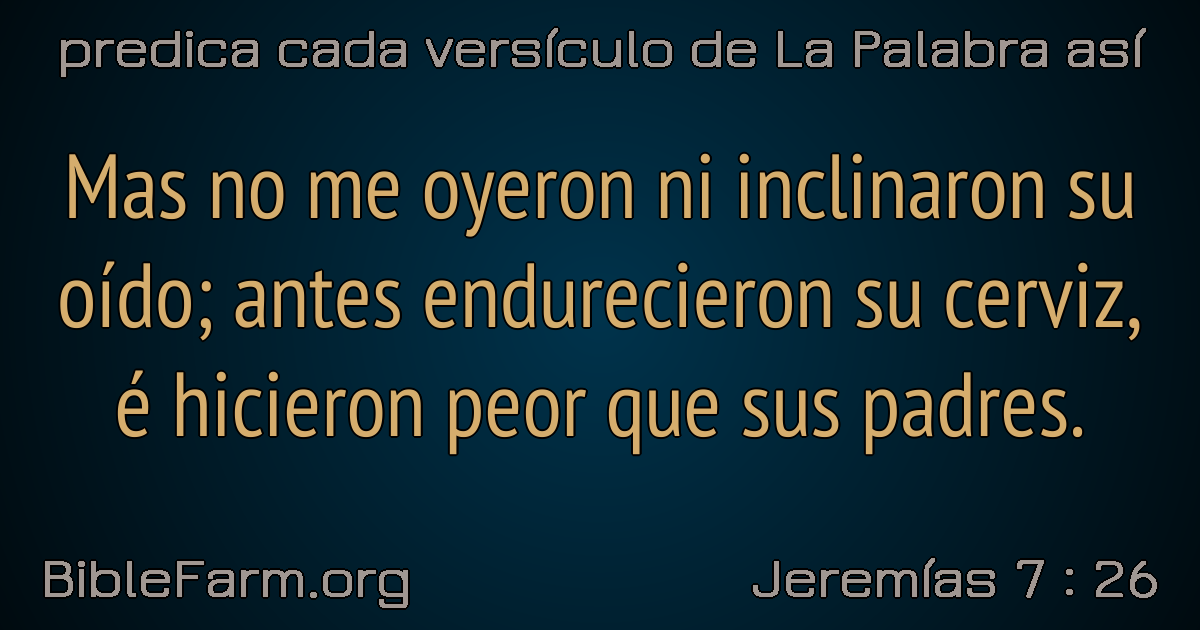 predica cada versículo de La Palabra así
Mas no me oyeron ni inclinaron su
oído; antes endurecieron su cerviz,
é hicieron peor que sus padres.
BibleFarm.org
Jeremías 7 : 26